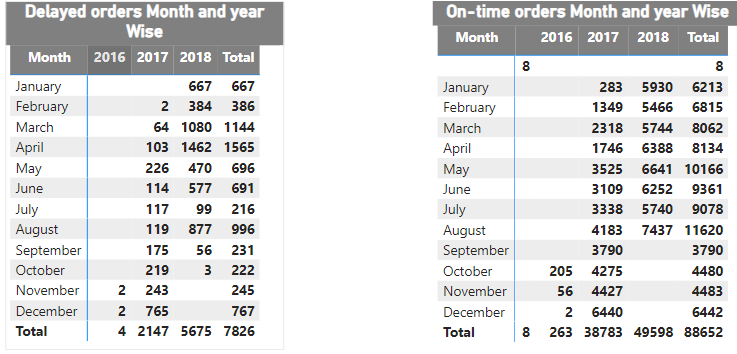 Delayed orders Month and year
Wise
Month 2016 2017 2018 Total
January 667 667
February 2 384 386
March 64 1080 1144
April 103 1462 1565
May 226 470 696
June 114 577 691
July 117 99 216
August 119 877 996
September 175 56 231
October 219 3 222
November 2 243 245
December 2 765 767
Total 4 2147 5675 7826
On-time orders Month and year Wise
Month 2016 2017 2018 Total
8 8
January 283 5930 6213
February 1349 5466 6815
March 2318 5744 8062
April 1746 6388 8134
May 3525 6641 10166
June 3109 6252 9361
July 3338 5740 9078
August 4183 7437 11620
September 3790 3790
October 205 4275 4480
November 56 4427 4483
December 2 6440 6442
Total 8 263 38783 49598 88652